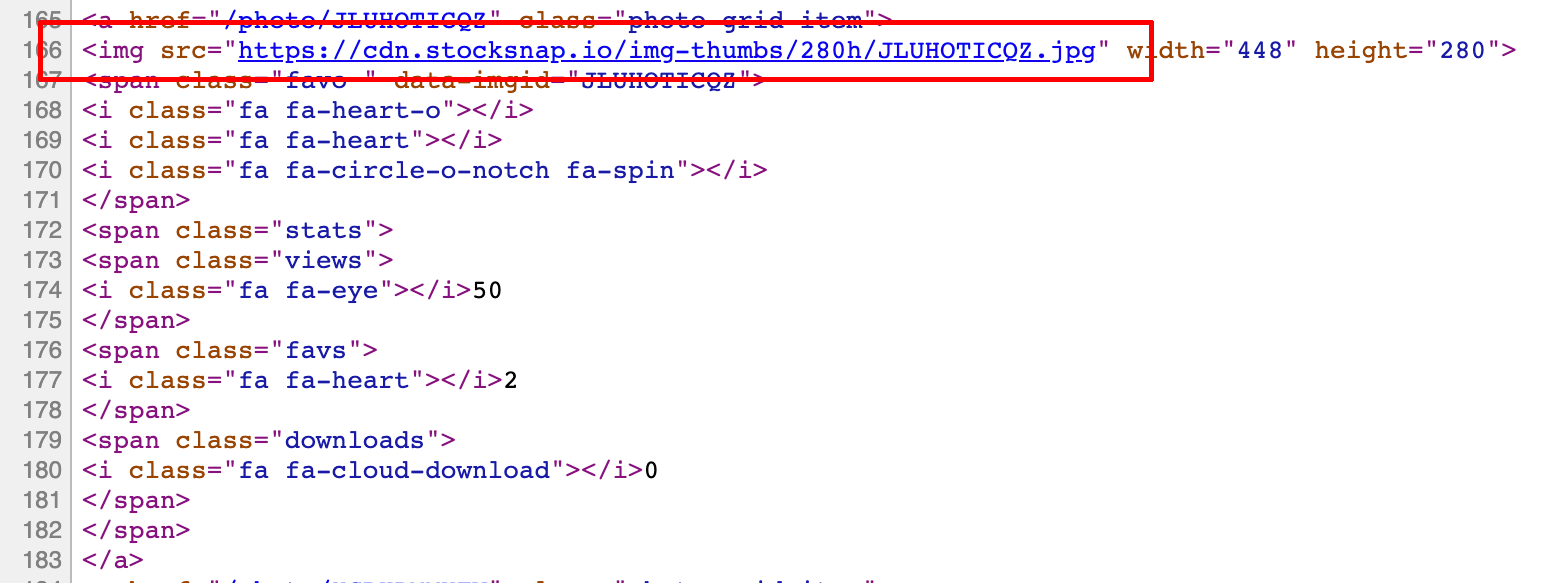 165 <a href="/photo/JLUHOTICQZ" class="photo-grid-item">
166 <img src="https://cdn.stocksnap.io/img-thumbs/280h/JLUHOTICQZ.jpg" width="448" height="280">
167 <span class="favo " data-imgid="JLUHOTICQZ">
168 <i class="fa fa-heart-o"></i>
169 <i class="fa fa-heart"></i>
170 <i class="fa fa-circle-o-notch fa-spin"></i>
171 </span>
172 <span class="stats">
173 <span class="views">
174 <i class="fa fa-eye"></i>50
175 </span>
176 <span class="favs">
177 <i class="fa fa-heart"></i>2
178 </span>
179 <span class="downloads">
180 <i class="fa fa-cloud-download"></i>0
181 </span>
182 </span>
183 </a>